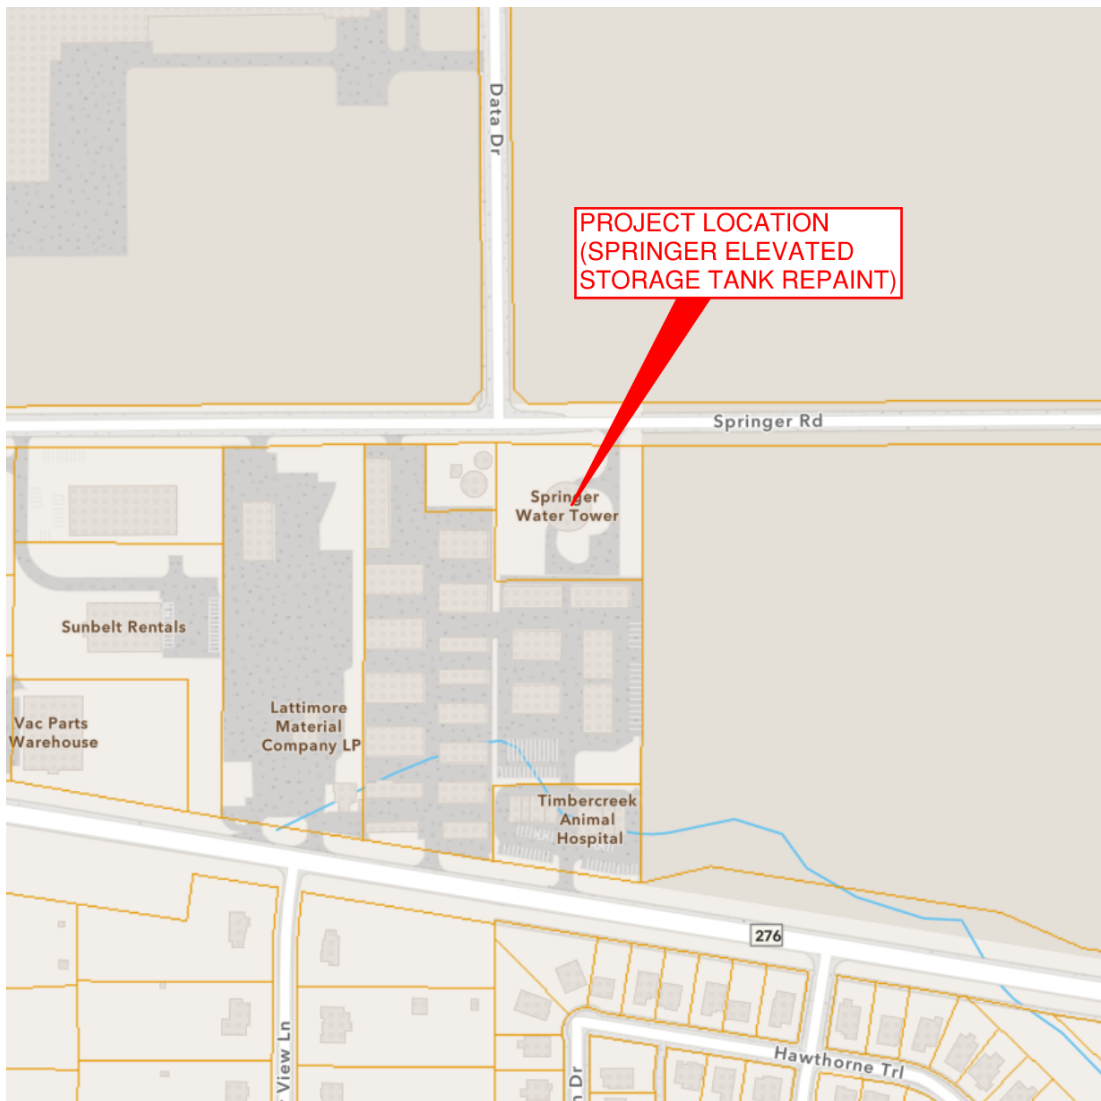 Data Dr
PROJECT LOCATION
(SPRINGER ELEVATED
STORAGE TANK REPAINT)
Springer Rd
Springer
Water Tower
Sunbelt Rentals
Lattimore
Material
Company LP
Vac Parts
Warehouse
Timbercreek
Animal
Hospital
276
View Ln
Hawthorne Trl
Dr